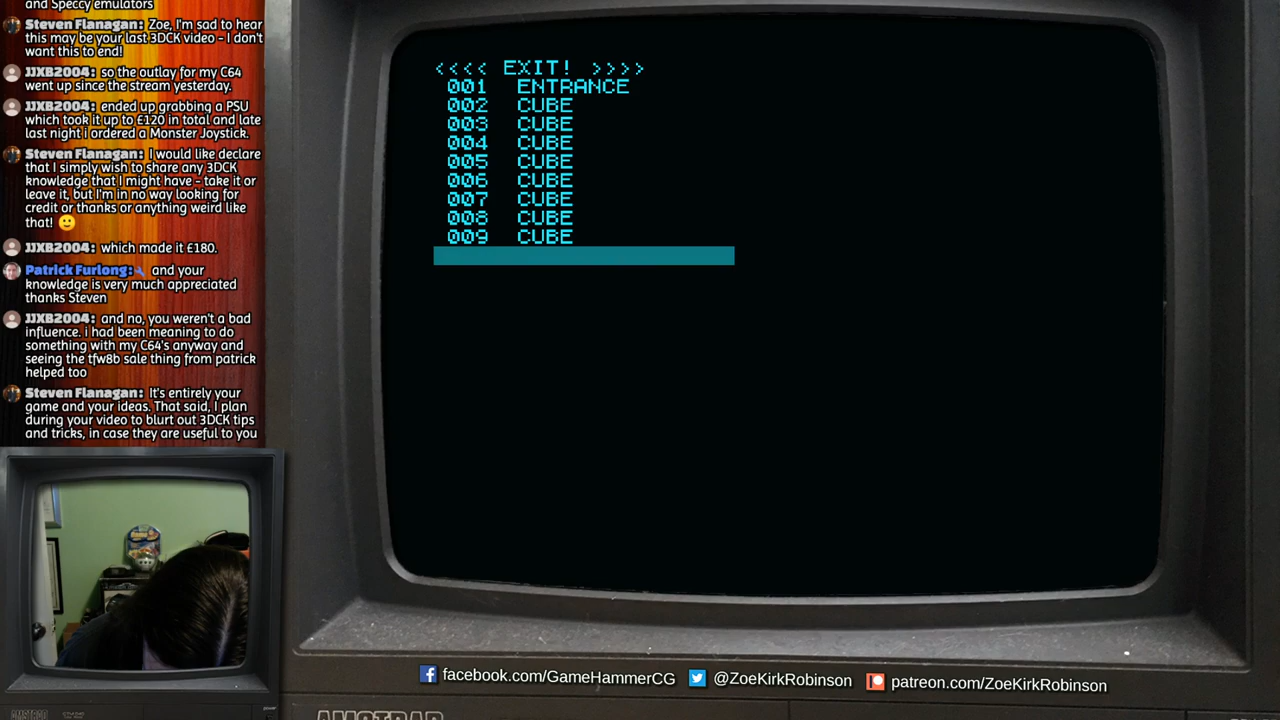 and Speccy emulators
Steven Flanagan: Zoe, I'm sad to hear
this may be your last 3DCK video - I don't
want this to end!
JJXB2004: so the outlay for my C64
went up since the stream yesterday.
JJXB2004: ended up grabbing a PSU
which took it up to £120 in total and late
last night i ordered a Monster Joystick.
Steven Flanagan: I would like declare
that I simply wish to share any 3DCK
knowledge that I might have - take it or
leave it, but I'm in no way looking for
credit or thanks or anything weird like
that! 🙂
JJXB2004: which made it £180.
Patrick Furlong: and your
knowledge is very much appreciated
thanks Steven
JJXB2004: and no, you weren't a bad
influence. i had been meaning to do
something with my C64's anyway and
seeing the tfw8b sale thing from patrick
helped too
Steven Flanagan: It's entirely your
game and your ideas. That said, I plan
during your video to blurt out 3DCK tips
and tricks, in case they are useful to you
<<<< EXIT! >>>>
001 ENTRANCE
002 CUBE
003 CUBE
004 CUBE
005 CUBE
006 CUBE
007 CUBE
008 CUBE
009 CUBE
facebook.com/GameHammerCG
@ZoeKirkRobinson
patreon.com/ZoeKirkRobinson
AMSTRAD